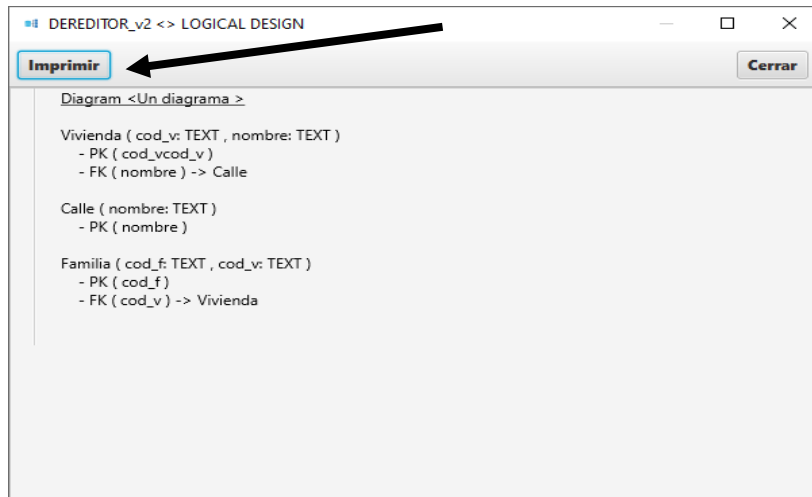 DEREDITOR_v2 <> LOGICAL DESIGN
Imprimir
Cerrar
Diagram <Un diagrama >
Vivienda ( cod_v: TEXT , nombre: TEXT )
- PK ( cod_vcod_v )
- FK ( nombre ) -> Calle
Calle ( nombre: TEXT )
- PK ( nombre )
Familia ( cod_f: TEXT , cod_v: TEXT )
- PK ( cod_f )
- FK ( cod_v ) -> Vivienda